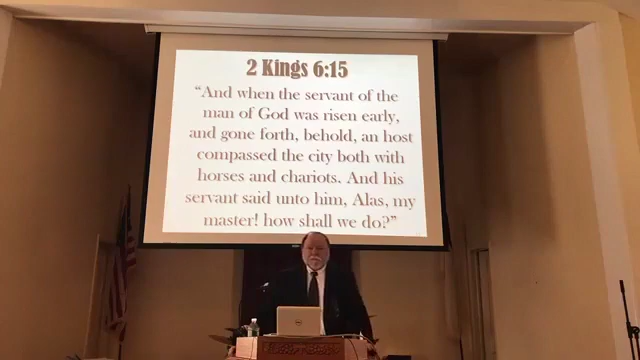 2 Kings 6:15
“And when the servant of the
man of God was risen early,
and gone forth, behold, an host
compassed the city both with
horses and chariots. And his
servant said unto him, Alas, my
master! how shall we do?”